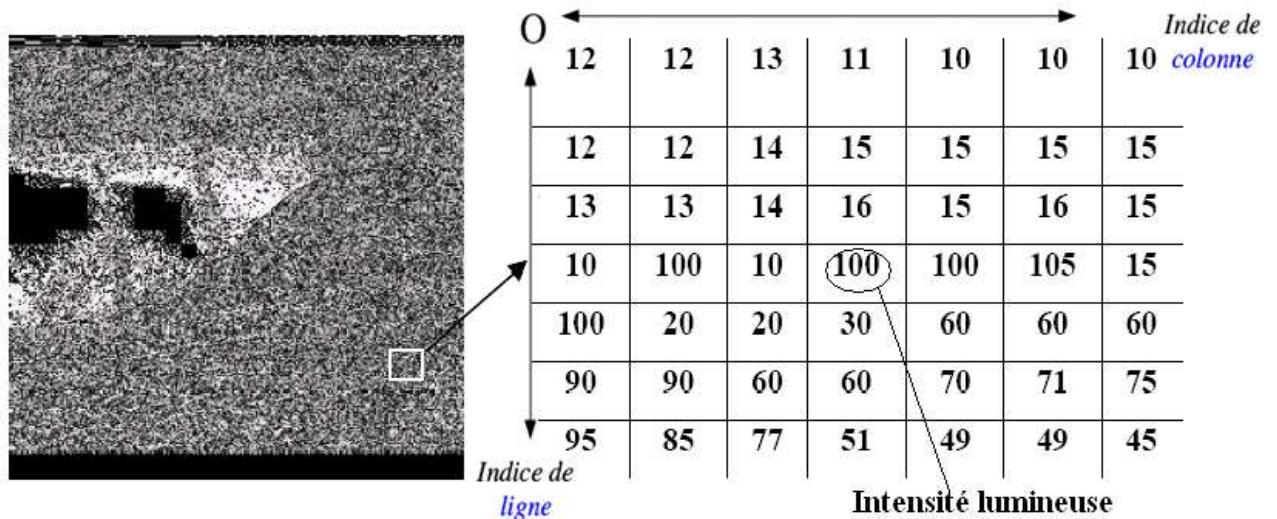 O
Indice de
colonne
12 12 13 11 10 10 10
12 12 14 15 15 15 15
13 13 14 16 15 16 15
10 100 10 100 100 105 15
100 20 20 30 60 60 60
90 90 60 60 70 71 75
95 85 77 51 49 49 45
Indice de
ligne
Intensité lumineuse